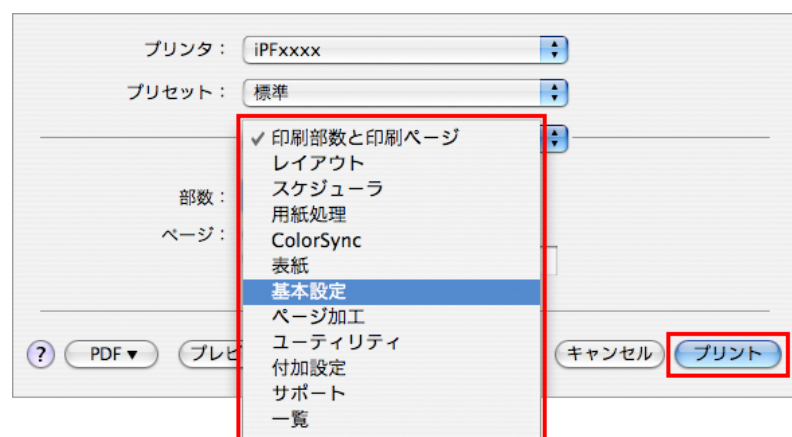 プリンタ： iPFxxxx
プリセット： 標準
✓ 印刷部数と印刷ページ
レイアウト
スケジューラ
部数：
用紙処理
ページ：
ColorSync
表紙
基本設定
ページ加工
ユーティリティ
? PDF▼ プレビ キャンセル プリント
付加設定
サポート
一覧